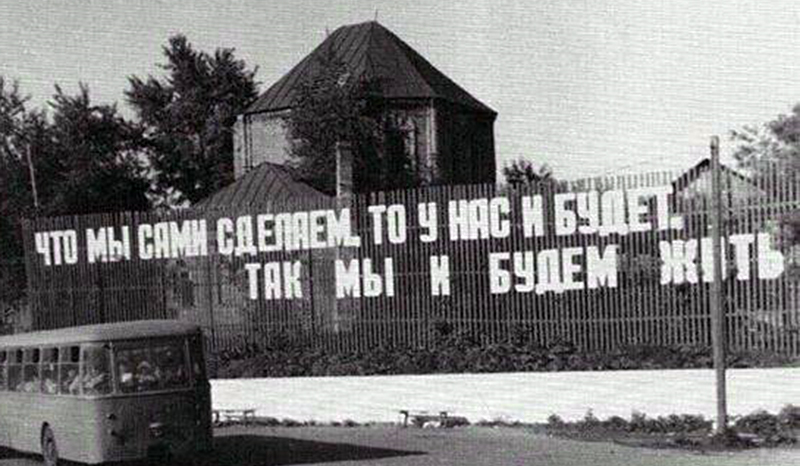 ЧТО МЫ САМИ СДЕЛАЕМ, ТО У НАС И БУДЕТ.
ТАК МЫ И БУДЕМ ЖИТЬ